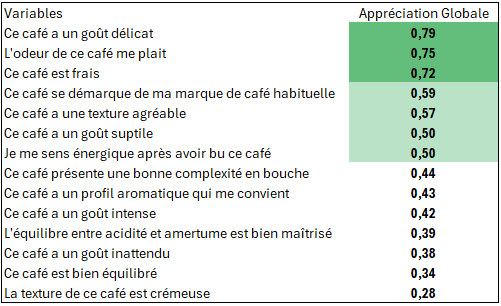 Variables Appréciation Globale
Ce café a un goût délicat 0,79
L'odeur de ce café me plait 0,75
Ce café est frais 0,72
Ce café se démarque de ma marque de café habituelle 0,59
Ce café a une texture agréable 0,57
Ce café a un goût suptile 0,50
Je me sens énergique après avoir bu ce café 0,50
Ce café présente une bonne complexité en bouche 0,44
Ce café a un profil aromatique qui me convient 0,43
Ce café a un goût intense 0,42
L'équilibre entre acidité et amertume est bien maîtrisé 0,39
Ce café a un goût inattendu 0,38
Ce café est bien équilibré 0,34
La texture de ce café est crémeuse 0,28